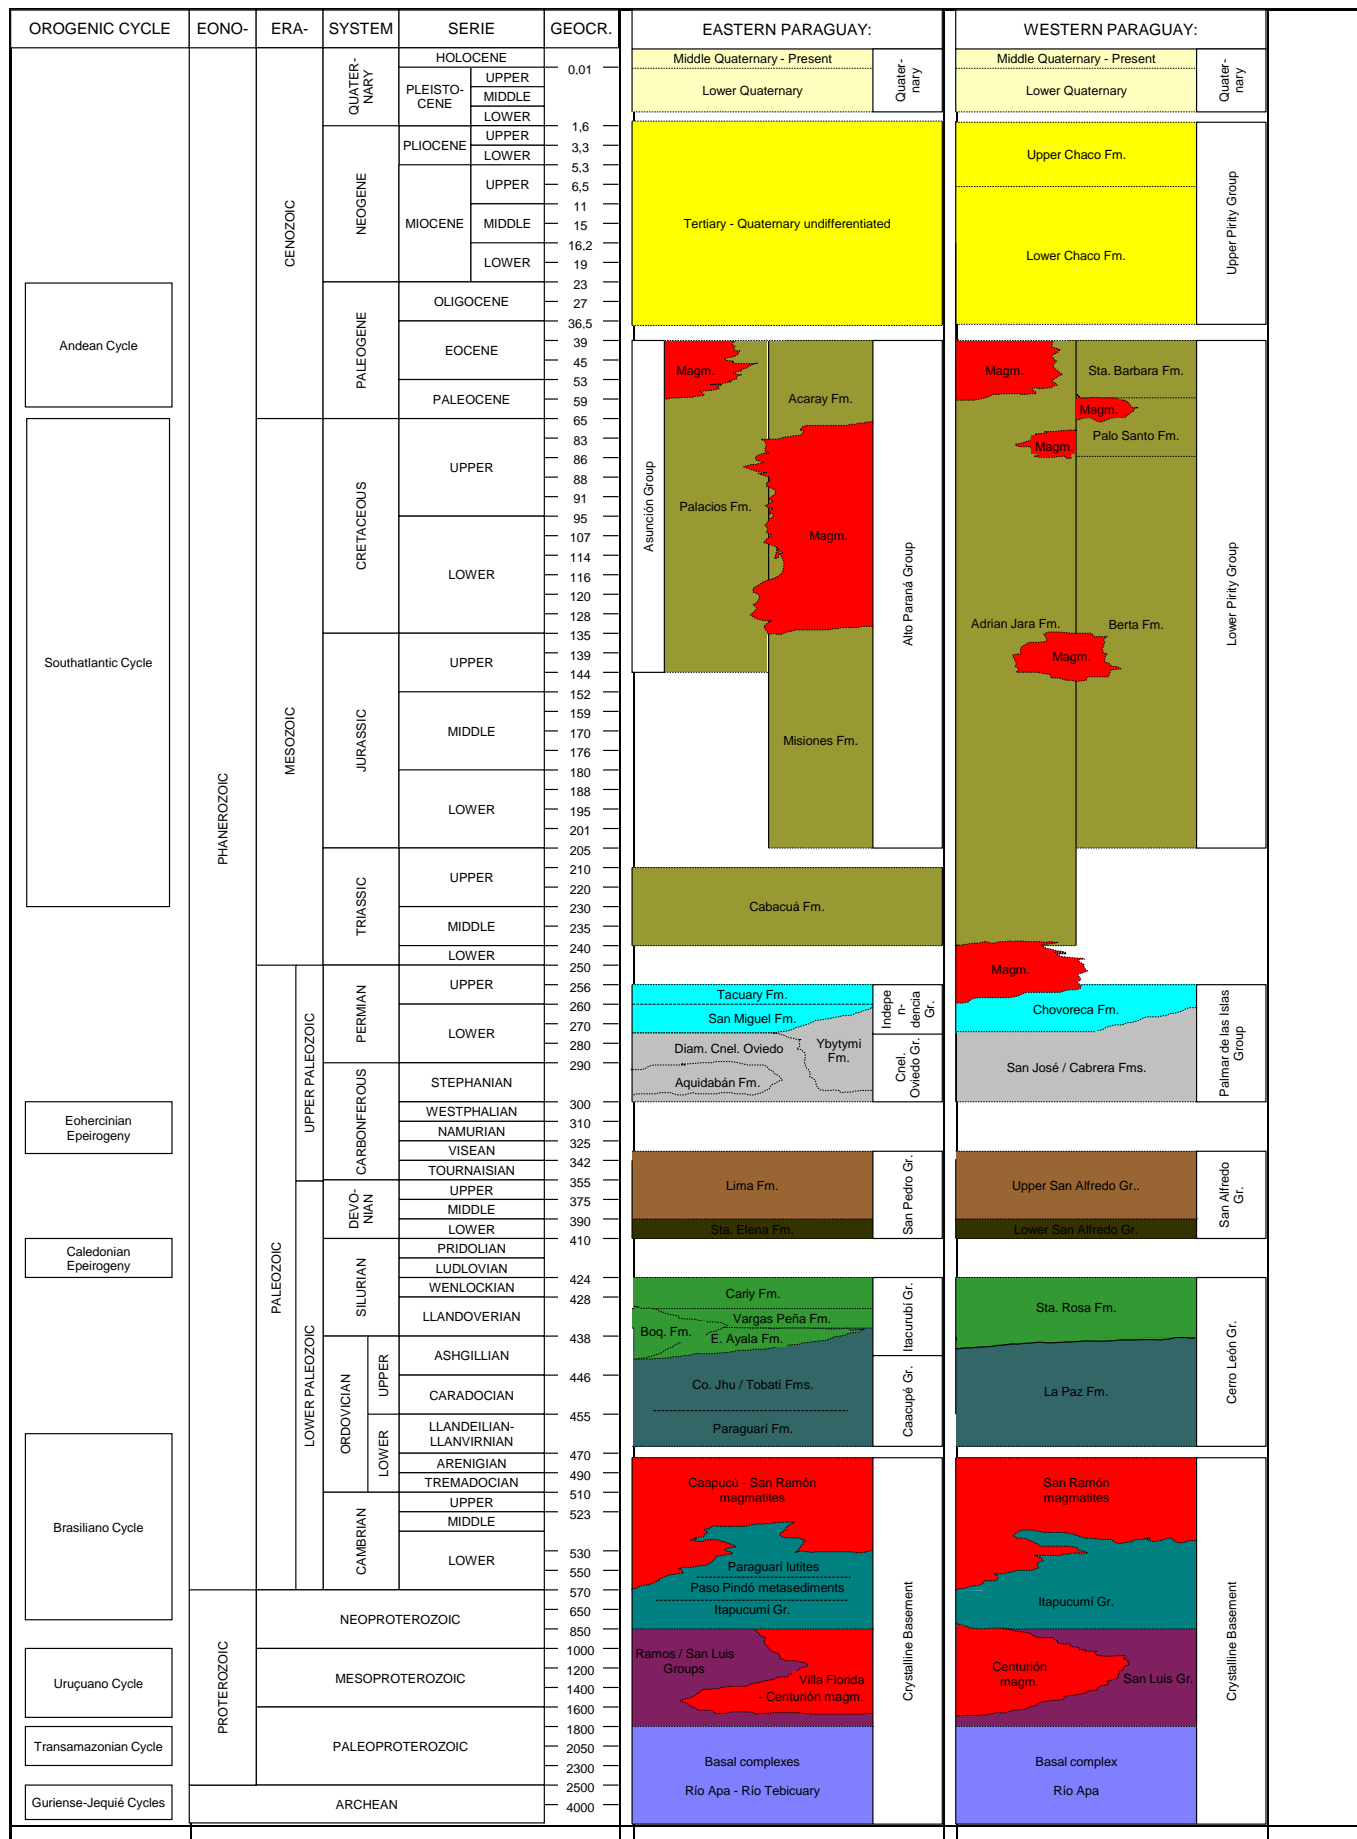 OROGENIC CYCLE
EONO-
ERA-
SYSTEM
SERIE
GEOCR.
EASTERN PARAGUAY:
WESTERN PARAGUAY:
Andean Cycle
Southatlantic Cycle
Eohercinian
Epeirogeny
Caledonian
Epeirogeny
Brasiliano Cycle
Uruçuano Cycle
Transamazonian Cycle
Guriense-Jequié Cycles
PHANEROZOIC
PROTEROZOIC
CENOZOIC
MESOZOIC
PALEOZOIC
UPPER PALEOZOIC
LOWER PALEOZOIC
QUATER-
NARY
NEOGENE
PALEOGENE
CRETACEOUS
JURASSIC
TRIASSIC
PERMIAN
CARBONFEROUS
DEVO-
NIAN
SILURIAN
ORDOVICIAN
UPPER
LOWER
CAMBRIAN
HOLOCENE
PLEISTO-
CENE
UPPER
MIDDLE
LOWER
PLIOCENE
UPPER
LOWER
MIOCENE
UPPER
MIDDLE
LOWER
OLIGOCENE
EOCENE
PALEOCENE
UPPER
LOWER
UPPER
MIDDLE
LOWER
UPPER
MIDDLE
LOWER
UPPER
LOWER
STEPHANIAN
WESTPHALIAN
NAMURIAN
VISEAN
TOURNAISIAN
UPPER
MIDDLE
LOWER
PRIDOLIAN
LUDLOVIAN
WENLOCKIAN
LLANDOVERIAN
ASHGILLIAN
CARADOCIAN
LLANDEILIAN-
LLANVIRNIAN
ARENIGIAN
TREMADOCIAN
UPPER
MIDDLE
LOWER
NEOPROTEROZOIC
MESOPROTEROZOIC
PALEOPROTEROZOIC
ARCHEAN
0,01
1,6
3,3
5,3
6,5
11
15
16,2
19
23
27
36,5
39
45
53
59
65
83
86
88
91
95
107
114
116
120
128
135
139
144
152
159
170
176
180
188
195
201
205
210
220
230
235
240
250
256
260
270
280
290
300
310
325
342
355
375
390
410
424
428
438
446
455
470
490
510
523
530
550
570
650
850
1000
1200
1400
1600
1800
2050
2300
2500
4000
Middle Quaternary - Present
Lower Quaternary
Quater-
nary
Tertiary - Quaternary undifferentiated
Asunción Group
Magm.
Acaray Fm.
Palacios Fm.
Magm.
Misiones Fm.
Alto Paraná Group
Cabacuá Fm.
Tacuary Fm.
San Miguel Fm.
Indepe
n-
dencia
Gr.
Diam. Cnel. Oviedo
Ybytymi
Fm.
Aquidabán Fm.
Cnel.
Oviedo Gr.
Lima Fm.
Sta. Elena Fm.
San Pedro Gr.
Cariy Fm.
Vargas Peña Fm.
Boq. Fm.
E. Ayala Fm.
Itacurubí Gr.
Co. Jhu / Tobatí Fms.
Paraguarí Fm.
Caacupé Gr.
Caapucú - San Ramón
magmatites
Paraguarí lutites
Paso Pindó metasediments
Itapucumí Gr.
Ramos / San Luis
Groups
Villa Florida
- Centurión magm.
Basal complexes
Río Apa - Río Tebicuary
Crystalline Basement
Middle Quaternary - Present
Lower Quaternary
Quater-
nary
Upper Chaco Fm.
Lower Chaco Fm.
Upper Pirity Group
Magm.
Sta. Barbara Fm.
Magm.
Palo Santo Fm.
Magm.
Adrian Jara Fm.
Berta Fm.
Magm.
Lower Pirity Group
Magm.
Chovoreca Fm.
San José / Cabrera Fms.
Palmar de las Islas
Group
Upper San Alfredo Gr..
Lower San Alfredo Gr.
San Alfredo
Gr.
Sta. Rosa Fm.
La Paz Fm.
Cerro León Gr.
San Ramón
magmatites
Itapucumí Gr.
Centurión
magm.
San Luis Gr.
Basal complex
Río Apa
Crystalline Basement